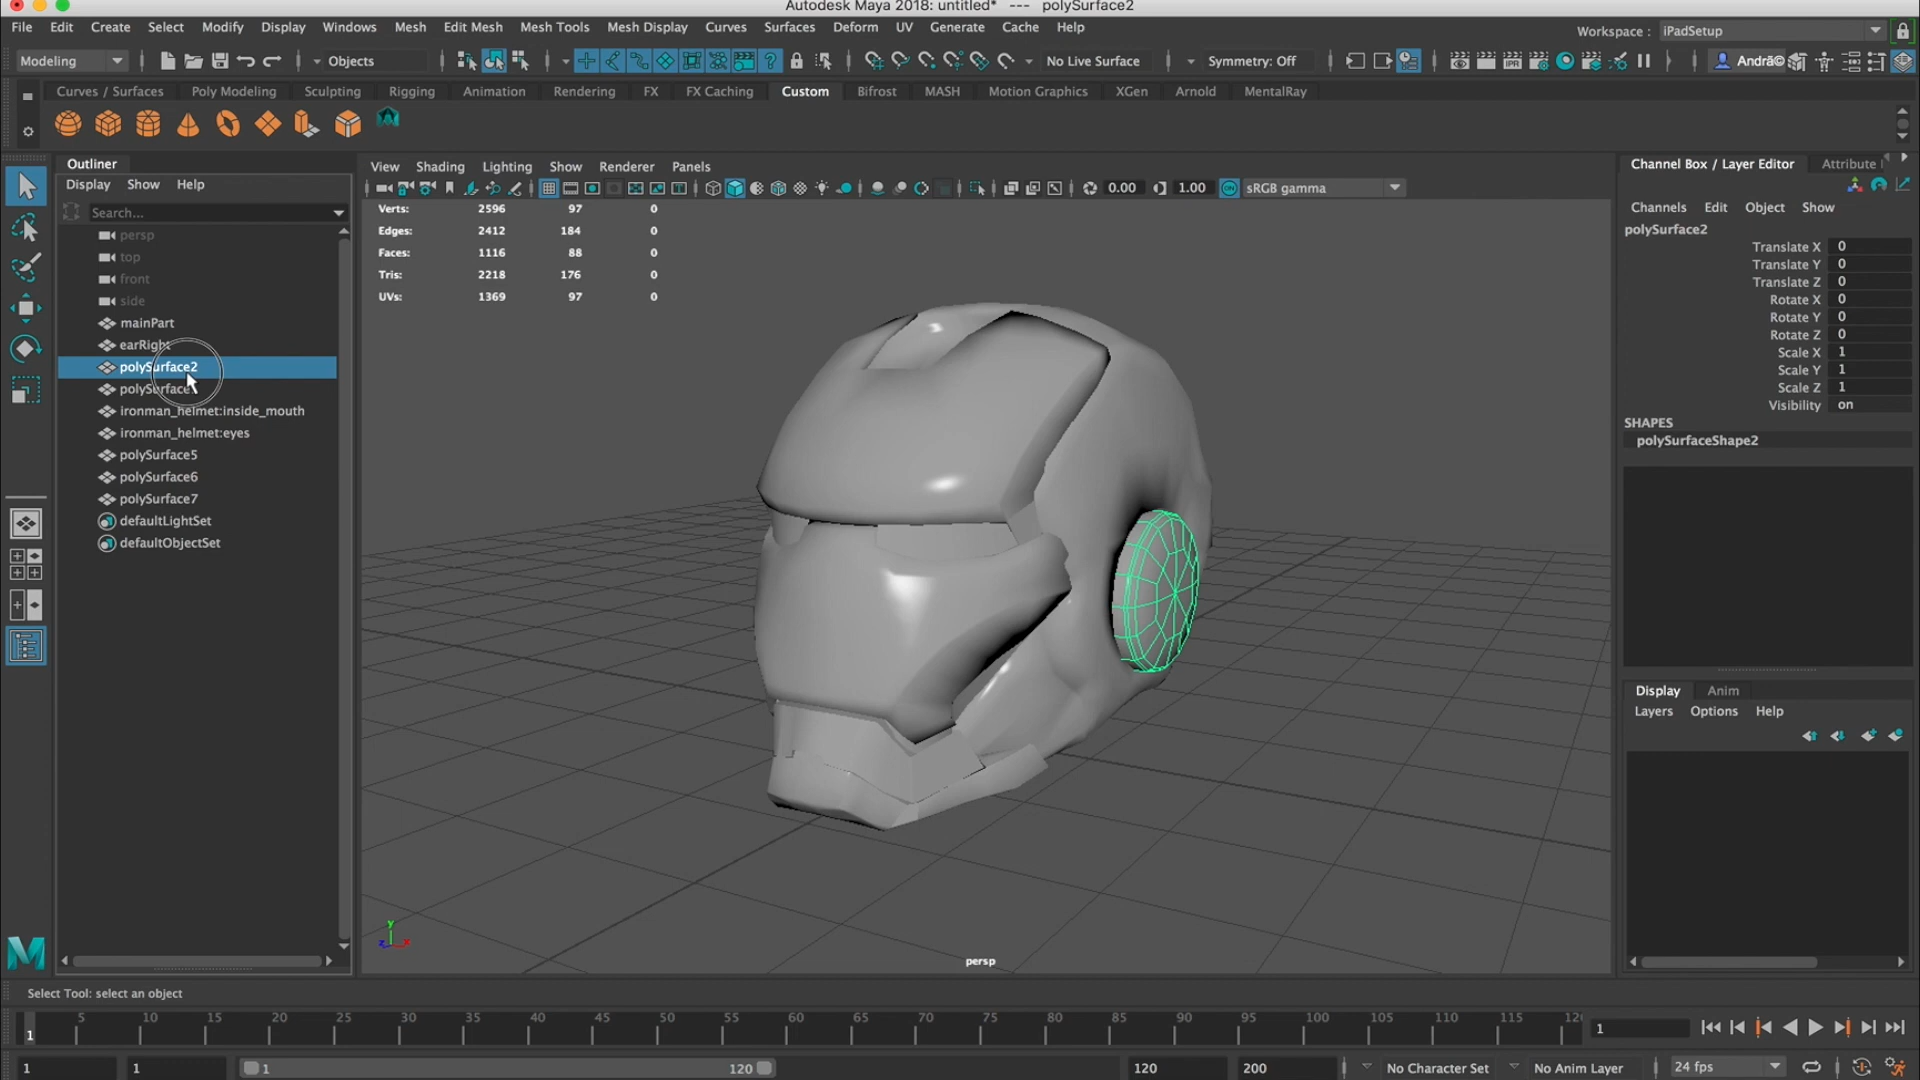 Autodesk Maya 2018: untitled*   ---   polySurface2
File Edit Create Select Modify Display Windows Mesh Edit Mesh Mesh Tools Mesh Display Curves Surfaces Deform UV Generate Cache Help Workspace : iPadSetup
Modeling Objects No Live Surface Symmetry: Off André©
Curves / Surfaces Poly Modeling Sculpting Rigging Animation Rendering FX FX Caching Custom Bifrost MASH Motion Graphics XGen Arnold MentalRay
Outliner
Display Show Help
Search...
persp
top
front
side
mainPart
earRight
polySurface2
polySurface
ironman_helmet:inside_mouth
ironman_helmet:eyes
polySurface5
polySurface6
polySurface7
defaultLightSet
defaultObjectSet
View Shading Lighting Show Renderer Panels
0.00 1.00 sRGB gamma
Verts: 2596 97 0
Edges: 2412 184 0
Faces: 1116 88 0
Tris: 2218 176 0
UVs: 1369 97 0
y
z x
persp
Channel Box / Layer Editor Attribute
Channels Edit Object Show
polySurface2
Translate X 0
Translate Y 0
Translate Z 0
Rotate X 0
Rotate Y 0
Rotate Z 0
Scale X 1
Scale Y 1
Scale Z 1
Visibility on
SHAPES
polySurfaceShape2
Display Anim
Layers Options Help
Select Tool: select an object
1 5 10 15 20 25 30 35 40 45 50 55 60 65 70 75 80 85 90 95 100 105 110 115 12 1
1 1 1 120 120 200 No Character Set No Anim Layer 24 fps